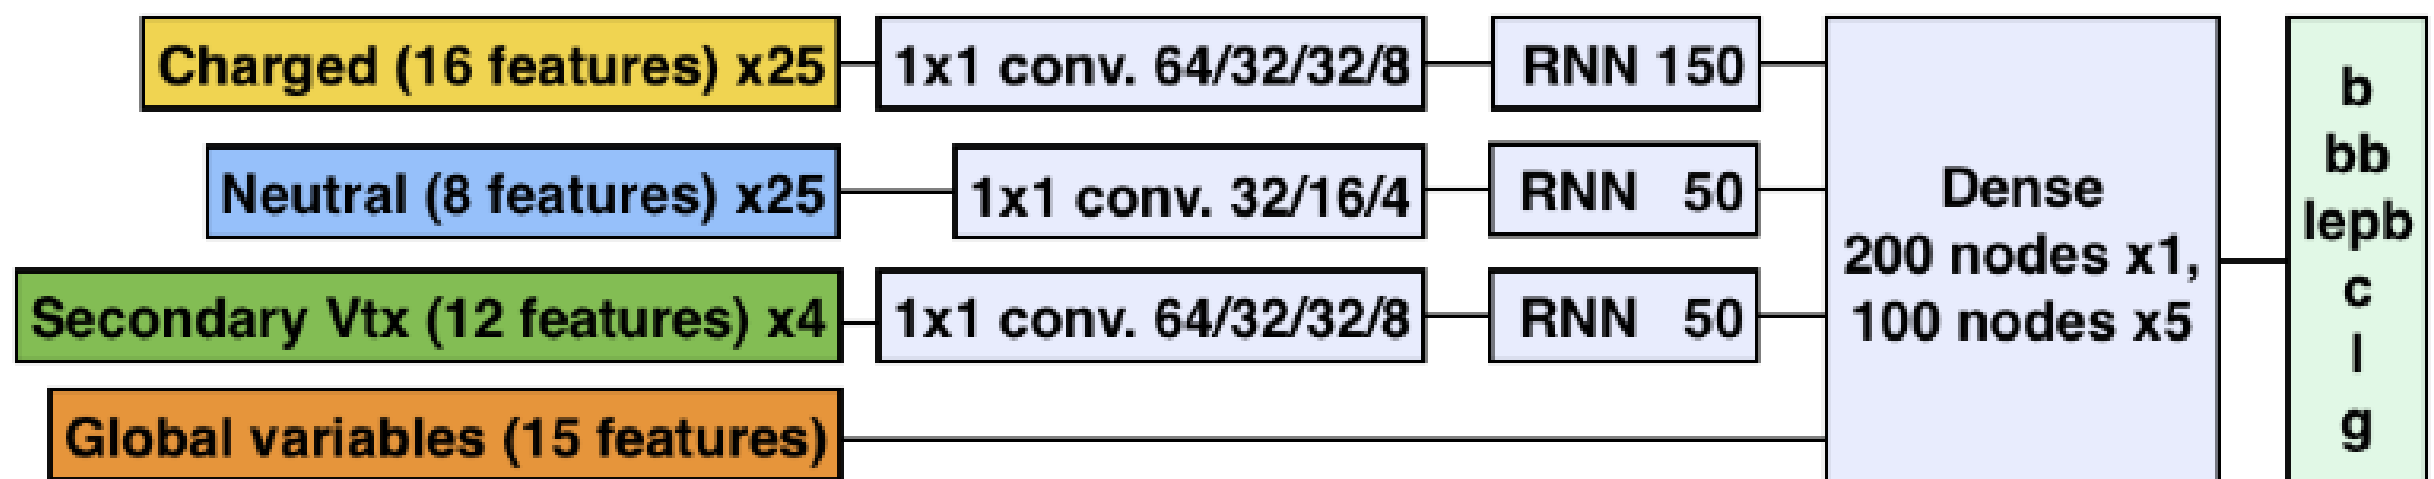 Charged (16 features) x25
1x1 conv. 64/32/32/8
RNN 150
Neutral (8 features) x25
1x1 conv. 32/16/4
RNN 50
Secondary Vtx (12 features) x4
1x1 conv. 64/32/32/8
RNN 50
Global variables (15 features)
Dense
200 nodes x1,
100 nodes x5
b
bb
lepb
c
l
g